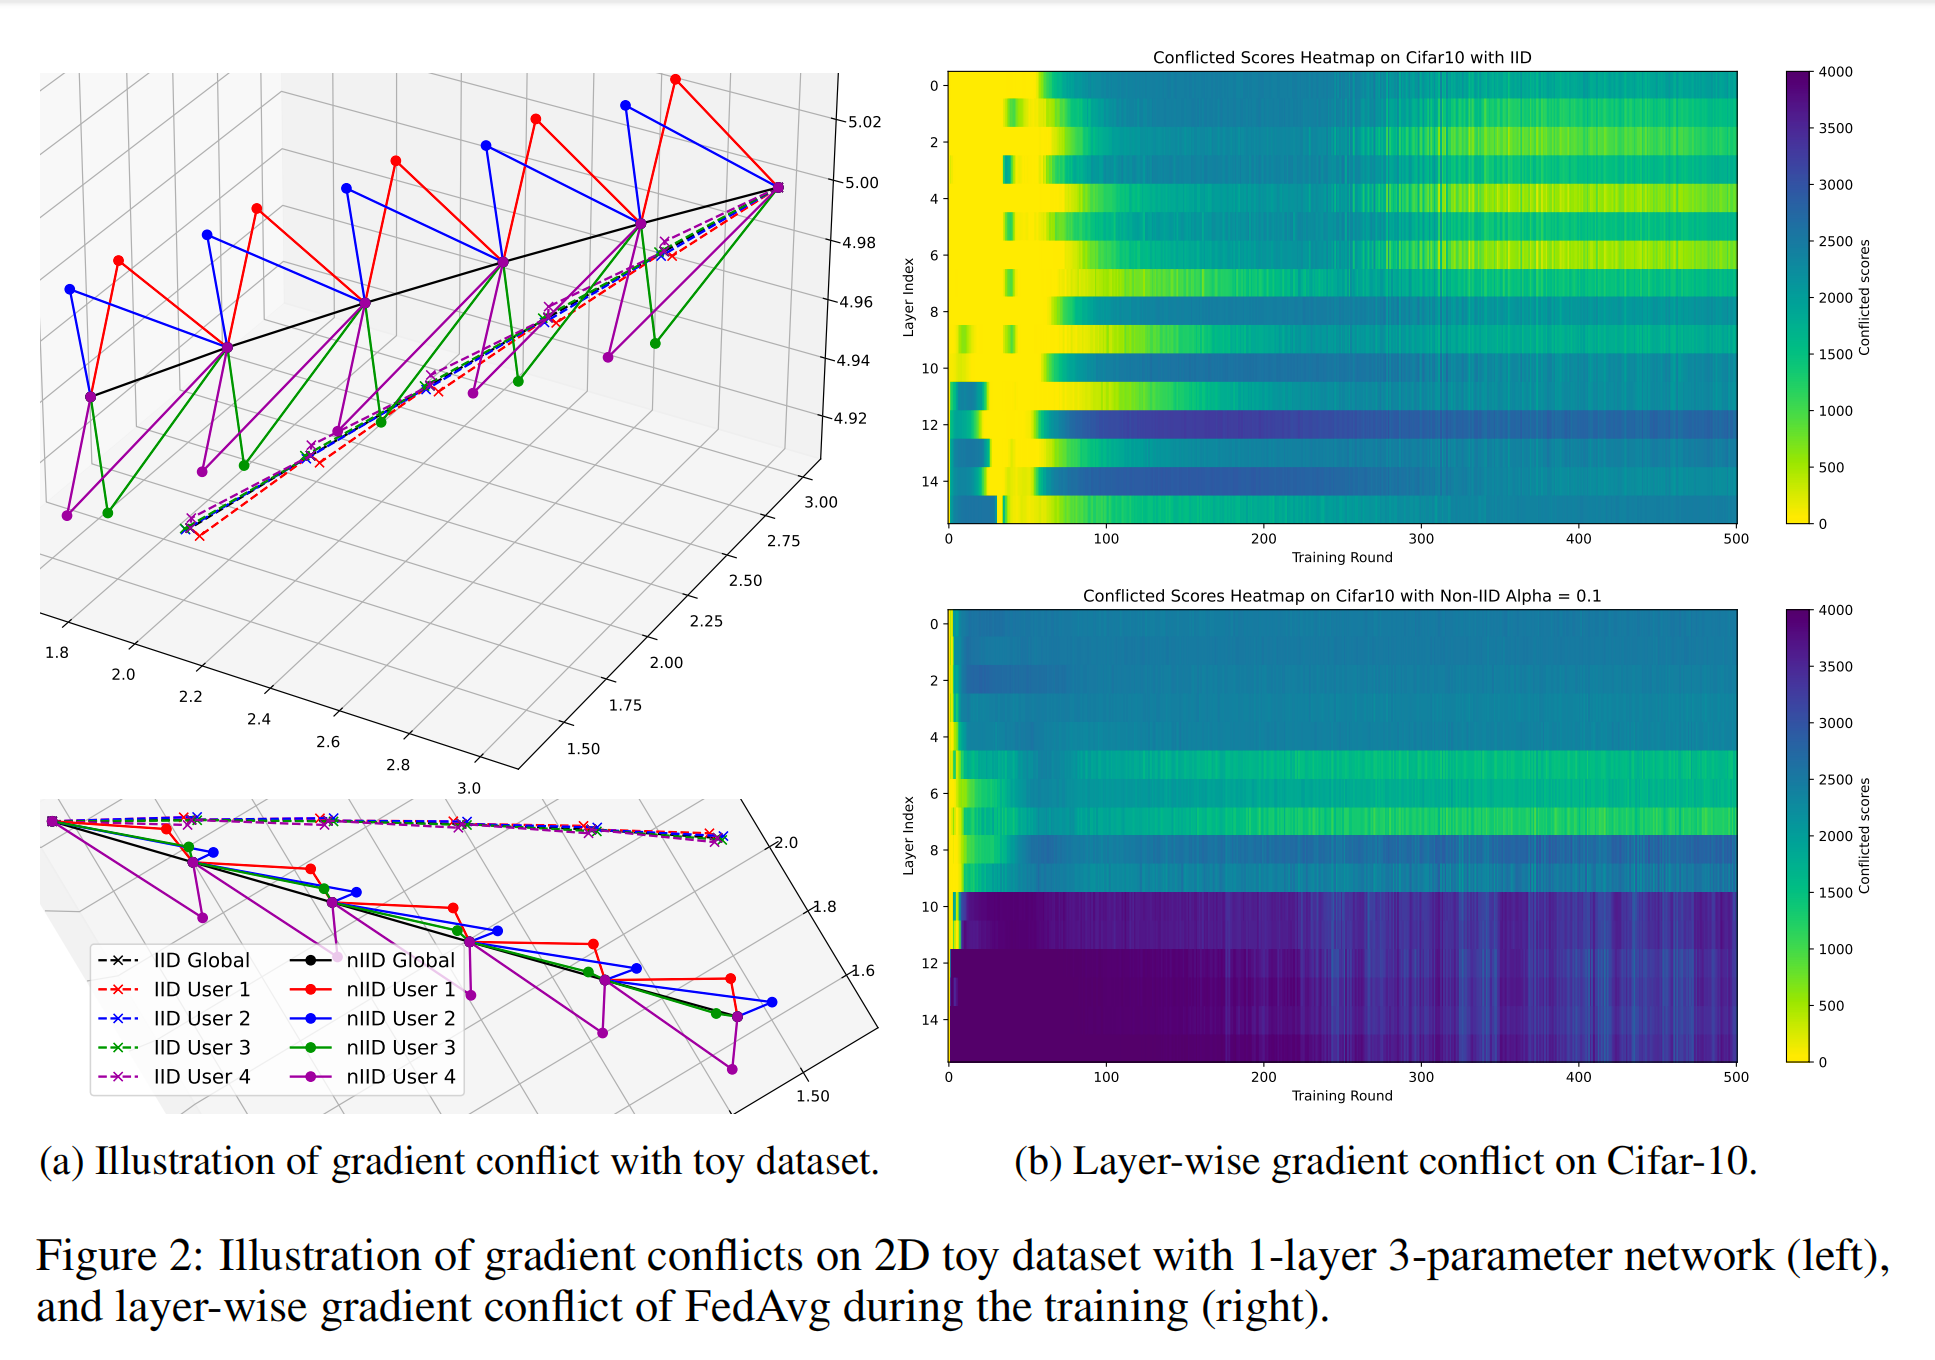 5.02
5.00
4.98
4.96
4.94
4.92
3.00
2.75
2.50
2.25
2.00
1.75
1.50
1.8
2.0
2.2
2.4
2.6
2.8
3.0
2.0
1.8
1.6
1.50
IID Global
IID User 1
IID User 2
IID User 3
IID User 4
nIID Global
nIID User 1
nIID User 2
nIID User 3
nIID User 4
(a) Illustration of gradient conflict with toy dataset.
Conflicted Scores Heatmap on Cifar10 with IID
Layer Index
0
2
4
6
8
10
12
14
0 100 200 300 400 500
Training Round
4000
3500
3000
2500
2000
1500
1000
500
0
Conflicted scores
Conflicted Scores Heatmap on Cifar10 with Non-IID Alpha = 0.1
Layer Index
0
2
4
6
8
10
12
14
0 100 200 300 400 500
Training Round
4000
3500
3000
2500
2000
1500
1000
500
0
Conflicted scores
(b) Layer-wise gradient conflict on Cifar-10.
Figure 2: Illustration of gradient conflicts on 2D toy dataset with 1-layer 3-parameter network (left),
and layer-wise gradient conflict of FedAvg during the training (right).